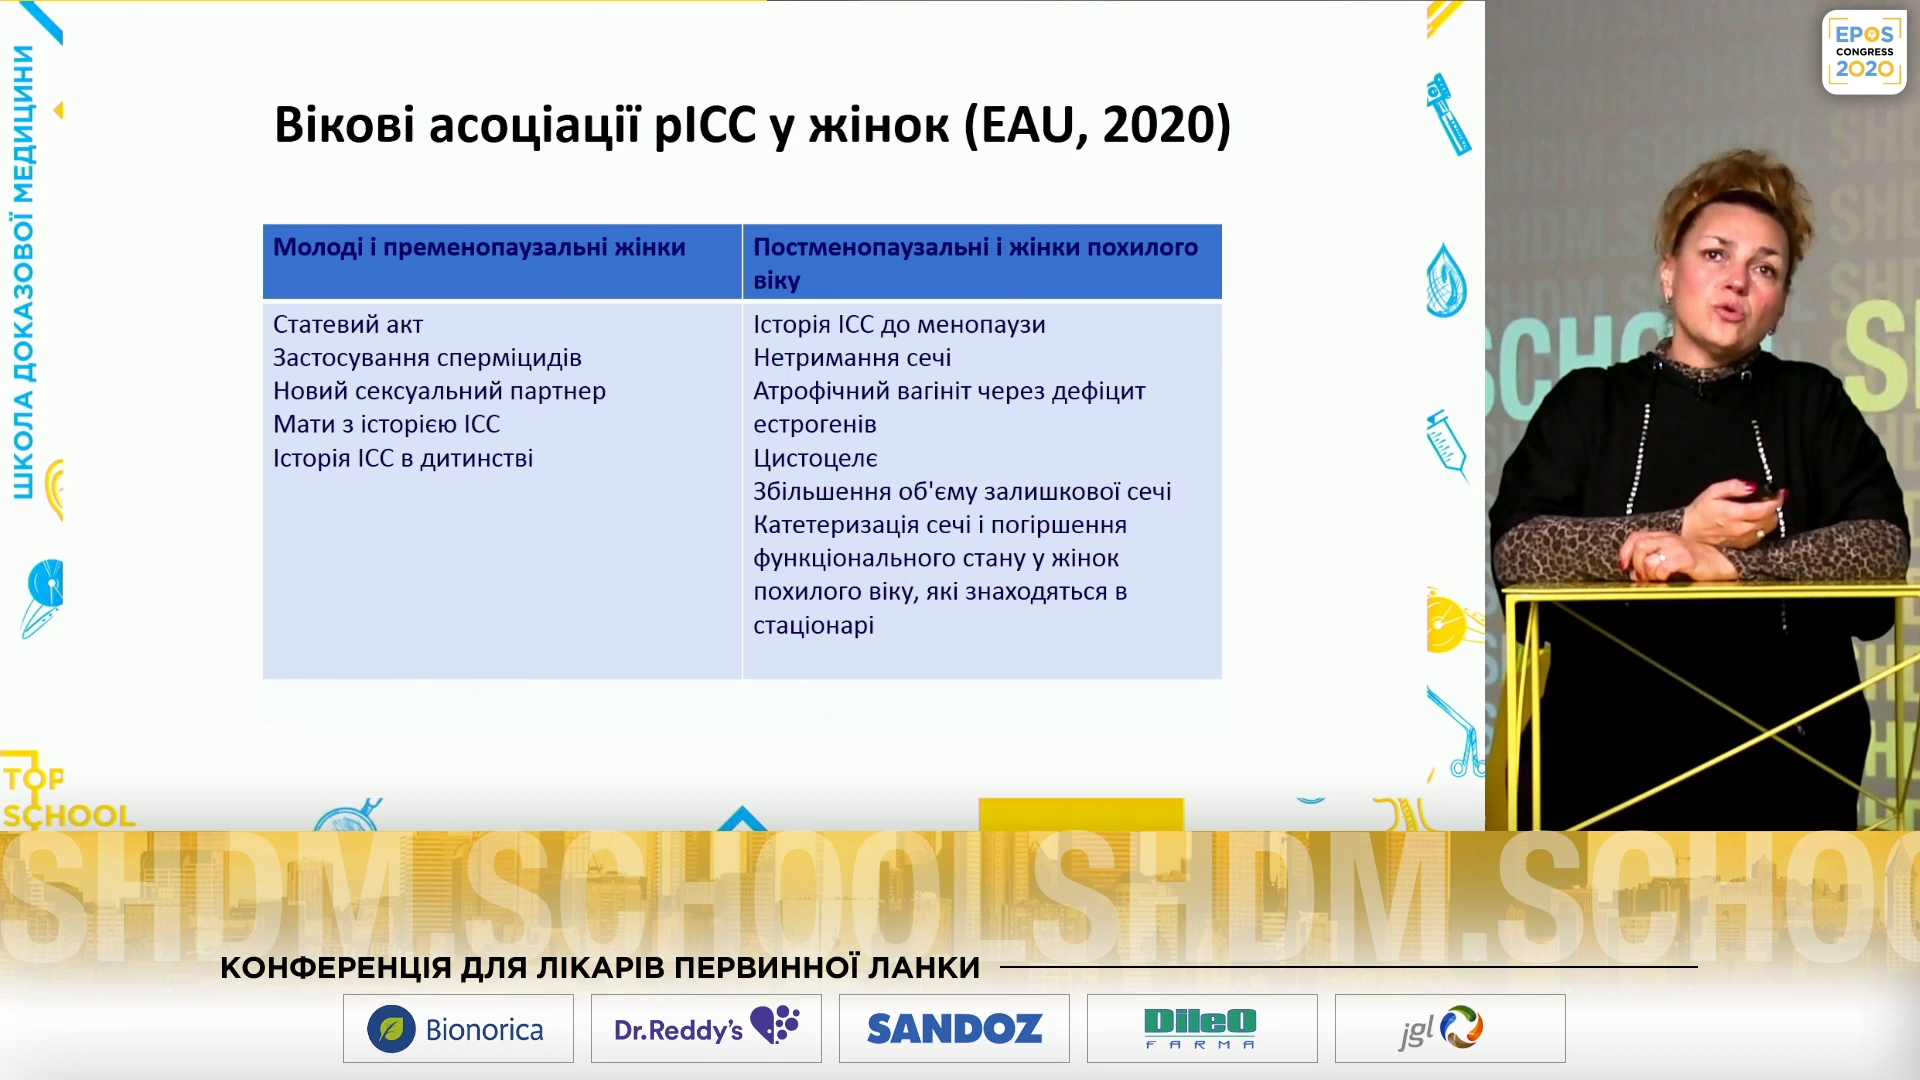 ШКОЛА ДОКАЗОВОЇ МЕДИЦИНИ
Вікові асоціації рІСС у жінок (EAU, 2020)
Молоді і пременопаузальні жінки
Постменопаузальні і жінки похилого
віку
Статевий акт
Застосування сперміцидів
Новий сексуальний партнер
Мати з історією ІСС
Історія ІСС в дитинстві
Історія ІСС до менопаузи
Нетримання сечі
Атрофічний вагініт через дефіцит
естрогенів
Цистоцелє
Збільшення об'єму залишкової сечі
Катетеризація сечі і погіршення
функціонального стану у жінок
похилого віку, які знаходяться в
стаціонарі
TOP
SCHOOL
EPOS
CONGRESS
2020
SCHO
SHDM.SCHOOLSHDM.SCHOO
КОНФЕРЕНЦІЯ ДЛЯ ЛІКАРІВ ПЕРВИННОЇ ЛАНКИ
Bionorica
Dr.Reddy's
SANDOZ
DileO
FARMA
jgl